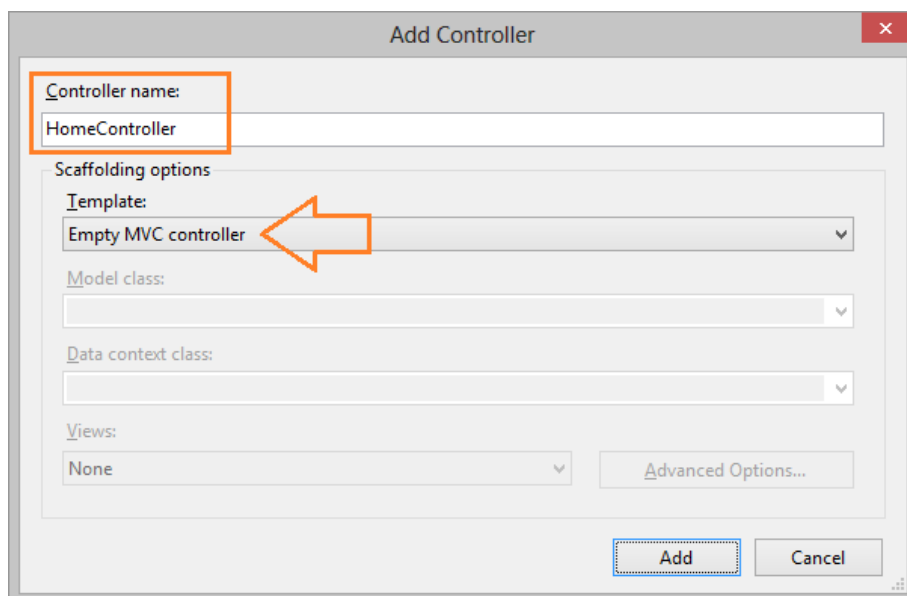 Add Controller
Controller name:
HomeController
Scaffolding options
Template:
Empty MVC controller
Model class:
Data context class:
Views:
None
Advanced Options...
Add
Cancel